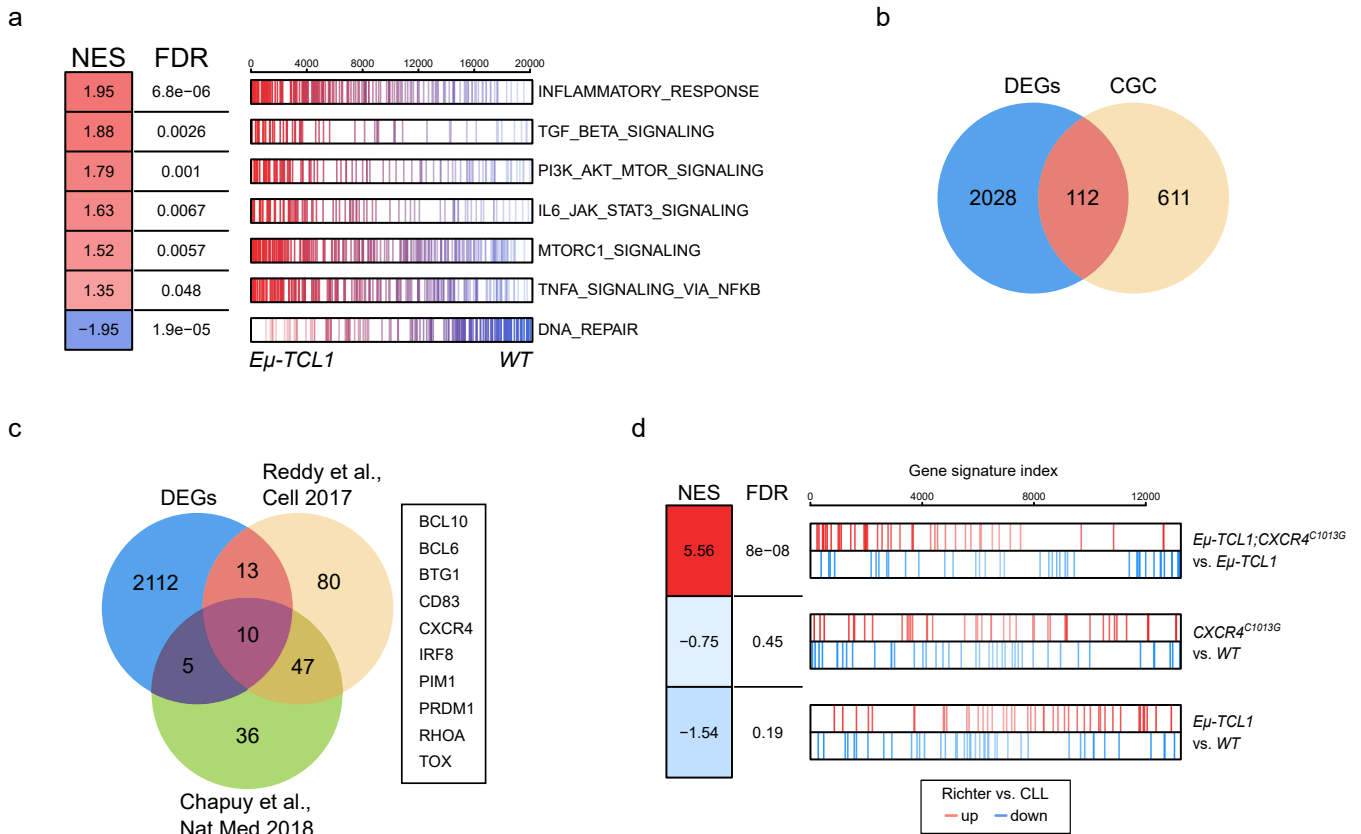 a
NES FDR
0 4000 8000 12000 16000 20000
1.95 6.8e−06 INFLAMMATORY_RESPONSE
1.88 0.0026 TGF_BETA_SIGNALING
1.79 0.001 PI3K_AKT_MTOR_SIGNALING
1.63 0.0067 IL6_JAK_STAT3_SIGNALING
1.52 0.0057 MTORC1_SIGNALING
1.35 0.048 TNFA_SIGNALING_VIA_NFKB
−1.95 1.9e−05 DNA_REPAIR
Eμ-TCL1 WT
b
DEGs CGC
2028 112 611
c
DEGs
Reddy et al.,
Cell 2017
2112 13 80
10
5 47
36
Chapuy et al.,
Nat Med 2018
BCL10
BCL6
BTG1
CD83
CXCR4
IRF8
PIM1
PRDM1
RHOA
TOX
d
Gene signature index
NES FDR
0 4000 8000 12000
5.56 8e−08
Eμ-TCL1;CXCR4^C1013G
vs. Eμ-TCL1
−0.75 0.45
CXCR4^C1013G
vs. WT
−1.54 0.19
Eμ-TCL1
vs. WT
Richter vs. CLL
up down